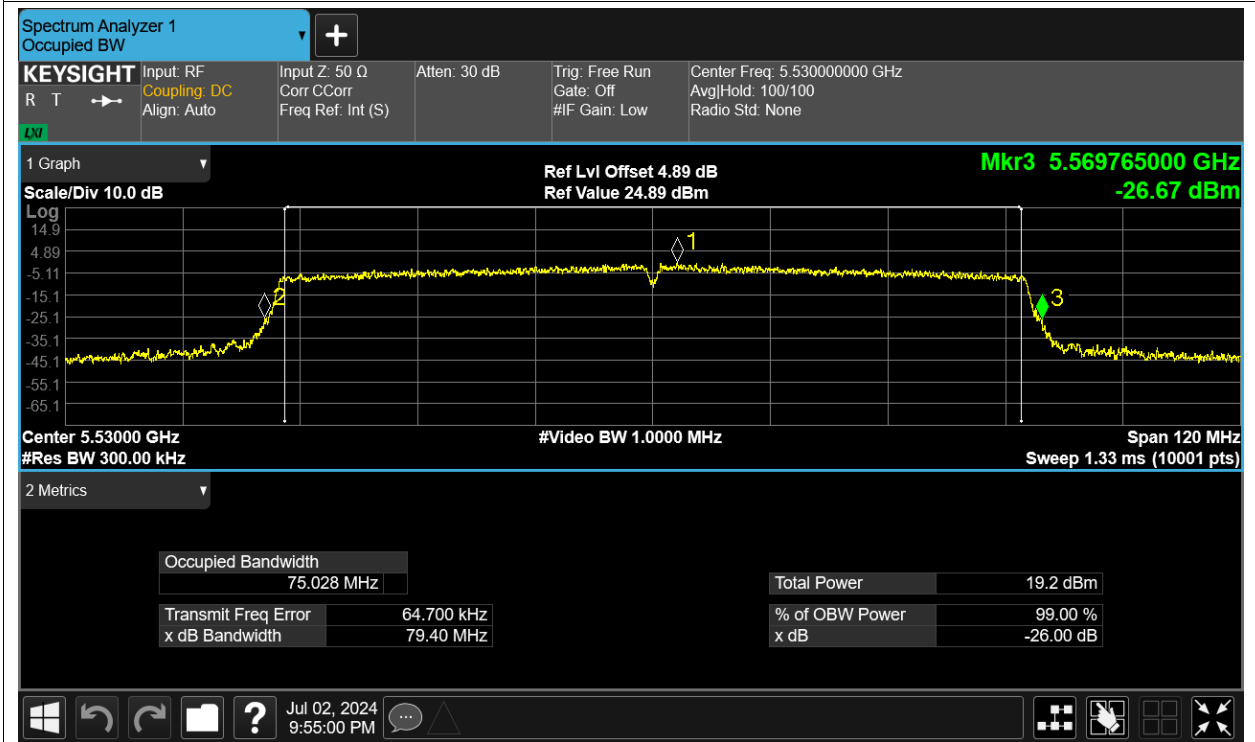 Spectrum Analyzer 1
Occupied BW
KEYSIGHT
R T
LXI
Input: RF
Coupling: DC
Align: Auto
Input Z: 50 Ω
Corr CCorr
Freq Ref: Int (S)
Atten: 30 dB
Trig: Free Run
Gate: Off
#IF Gain: Low
Center Freq: 5.530000000 GHz
Avg|Hold: 100/100
Radio Std: None
1 Graph
Scale/Div 10.0 dB
Ref Lvl Offset 4.89 dB
Ref Value 24.89 dBm
Mkr3 5.569765000 GHz
-26.67 dBm
Log
14.9
4.89
-5.11
-15.1
-25.1
-35.1
-45.1
-55.1
-65.1
1
2
3
Center 5.53000 GHz
#Video BW 1.0000 MHz
Span 120 MHz
#Res BW 300.00 kHz
Sweep 1.33 ms (10001 pts)
2 Metrics
Occupied Bandwidth
75.028 MHz
Transmit Freq Error 64.700 kHz
x dB Bandwidth 79.40 MHz
Total Power 19.2 dBm
% of OBW Power 99.00 %
x dB -26.00 dB
?
Jul 02, 2024
9:55:00 PM